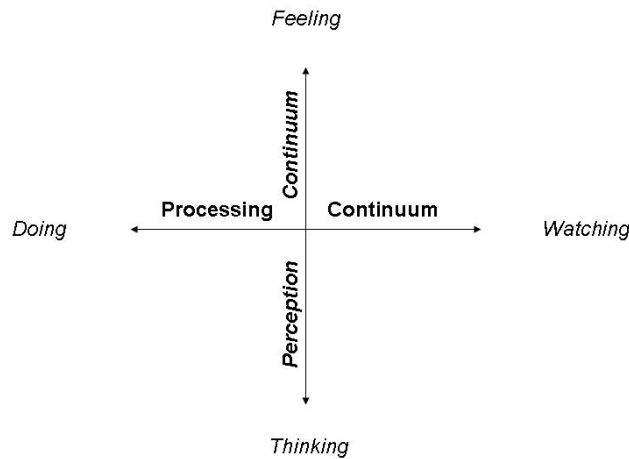 Feeling
Perception Continuum
Processing Continuum
Doing
Watching
Thinking